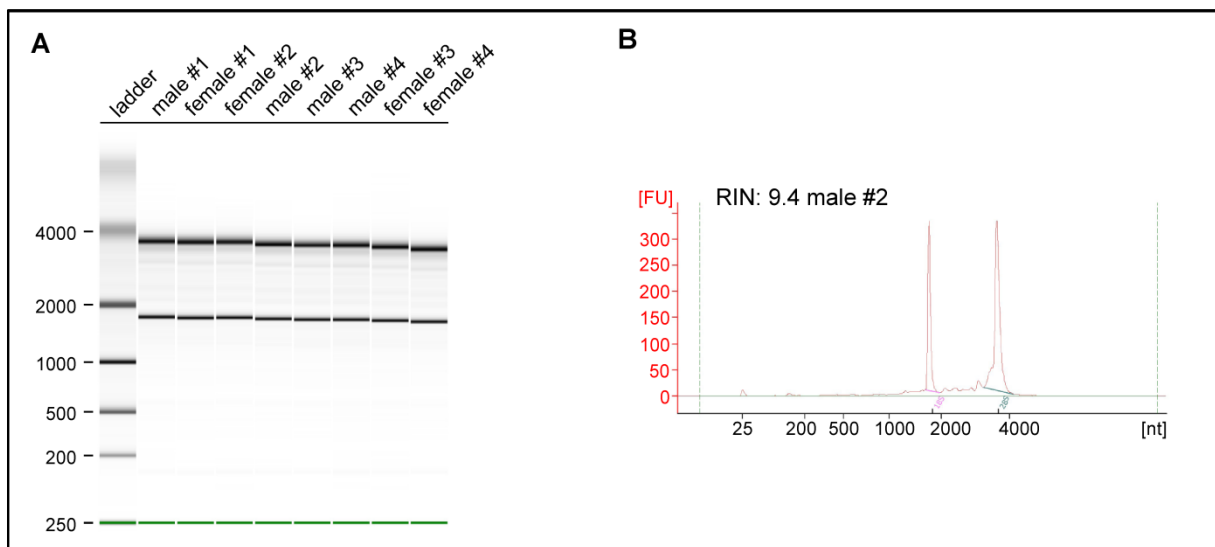 A
ladder
male #1
female #1
female #2
male #2
male #3
male #4
female #3
female #4
4000
2000
1000
500
200
250
B
RIN: 9.4 male #2
[FU]
300
250
200
150
100
50
0
18S
28S
25 200 500 1000 2000 4000 [nt]